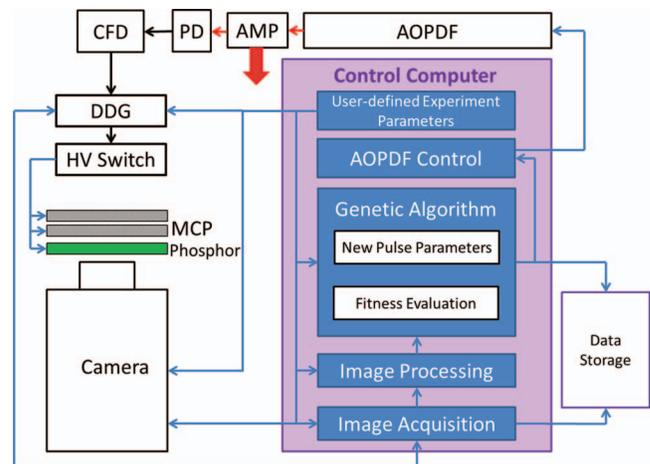 CFD
PD
AMP
AOPDF
Control Computer
User-defined Experiment
Parameters
DDG
HV Switch
AOPDF Control
Genetic Algorithm
New Pulse Parameters
Fitness Evaluation
MCP
Phosphor
Camera
Data
Storage
Image Processing
Image Acquisition